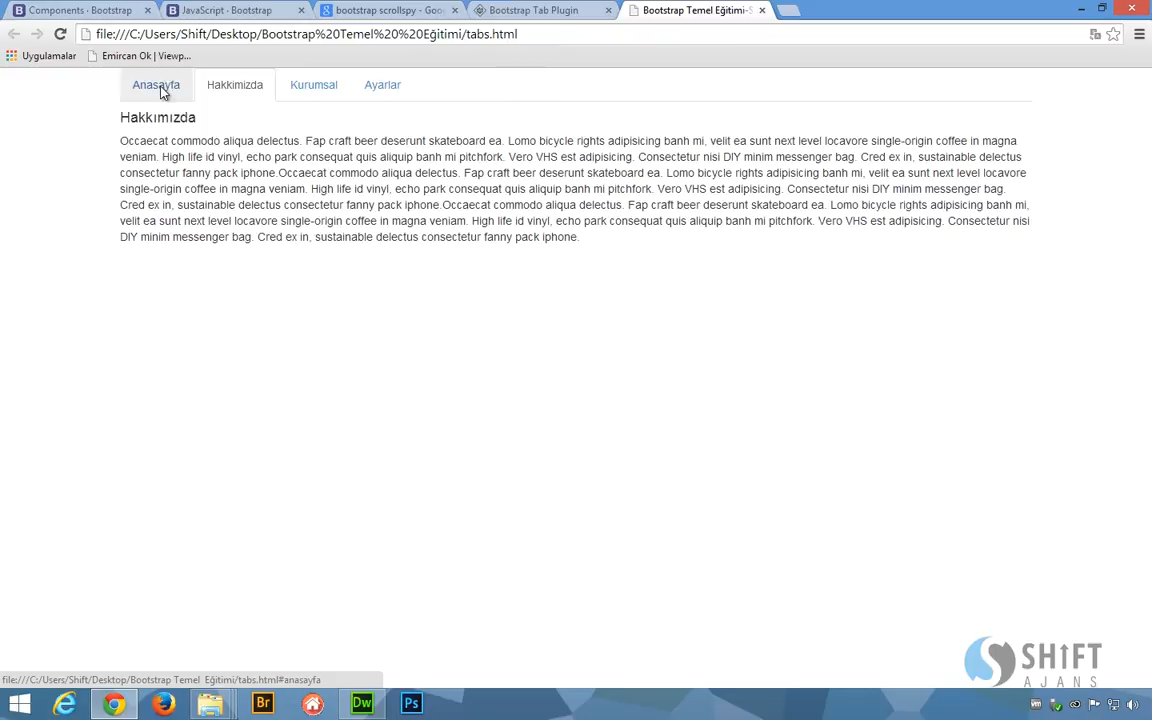 Components · Bootstrap
JavaScript · Bootstrap
bootstrap scrollspy - Goo
Bootstrap Tab Plugin
Bootstrap Temel Eğitimi-S
file:///C:/Users/Shift/Desktop/Bootstrap%20Temel%20%20Eğitimi/tabs.html
Uygulamalar
Emircan Ok | Viewp...
Anasayfa
Hakkimizda
Kurumsal
Ayarlar
Hakkımızda
Occaecat commodo aliqua delectus. Fap craft beer deserunt skateboard ea. Lomo bicycle rights adipisicing banh mi, velit ea sunt next level locavore single-origin coffee in magna
veniam. High life id vinyl, echo park consequat quis aliquip banh mi pitchfork. Vero VHS est adipisicing. Consectetur nisi DIY minim messenger bag. Cred ex in, sustainable delectus
consectetur fanny pack iphone.Occaecat commodo aliqua delectus. Fap craft beer deserunt skateboard ea. Lomo bicycle rights adipisicing banh mi, velit ea sunt next level locavore
single-origin coffee in magna veniam. High life id vinyl, echo park consequat quis aliquip banh mi pitchfork. Vero VHS est adipisicing. Consectetur nisi DIY minim messenger bag.
Cred ex in, sustainable delectus consectetur fanny pack iphone.Occaecat commodo aliqua delectus. Fap craft beer deserunt skateboard ea. Lomo bicycle rights adipisicing banh mi,
velit ea sunt next level locavore single-origin coffee in magna veniam. High life id vinyl, echo park consequat quis aliquip banh mi pitchfork. Vero VHS est adipisicing. Consectetur nisi
DIY minim messenger bag. Cred ex in, sustainable delectus consectetur fanny pack iphone.
SHIFT
AJANS
file:///C:/Users/Shift/Desktop/Bootstrap Temel  Eğitimi/tabs.html#anasayfa
Br
Dw
Ps